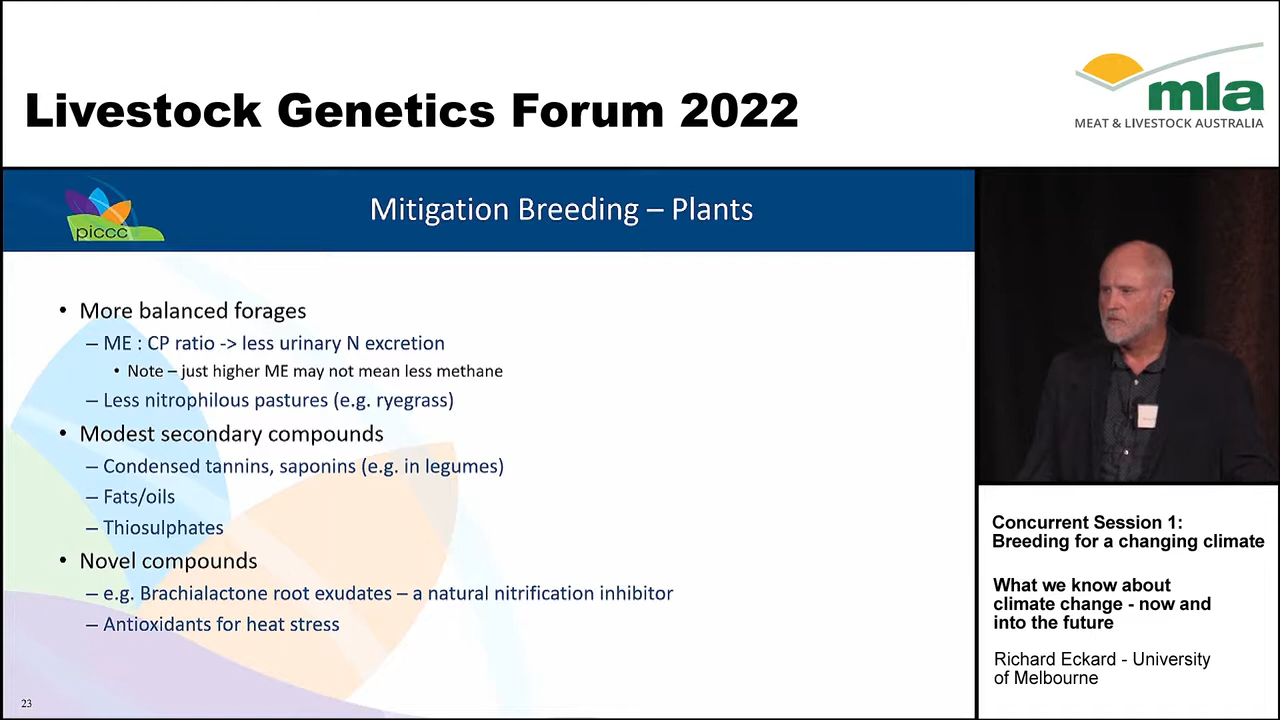 Livestock Genetics Forum 2022
mla
MEAT & LIVESTOCK AUSTRALIA
piccc
Mitigation Breeding – Plants
• More balanced forages
– ME : CP ratio -> less urinary N excretion
• Note – just higher ME may not mean less methane
– Less nitrophilous pastures (e.g. ryegrass)
• Modest secondary compounds
– Condensed tannins, saponins (e.g. in legumes)
– Fats/oils
– Thiosulphates
• Novel compounds
– e.g. Brachialactone root exudates – a natural nitrification inhibitor
– Antioxidants for heat stress
23
Concurrent Session 1:
Breeding for a changing climate
What we know about
climate change - now and
into the future
Richard Eckard - University
of Melbourne